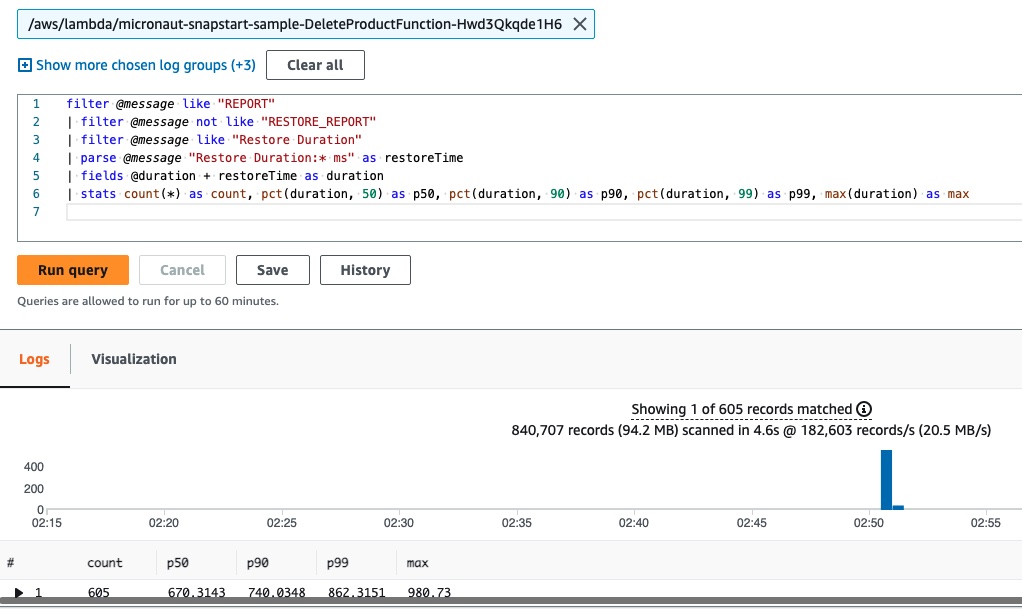 /aws/lambda/micronaut-snapstart-sample-DeleteProductFunction-Hwd3Qkqde1H6
Show more chosen log groups (+3) Clear all
1 filter @message like "REPORT"
2 | filter @message not like "RESTORE_REPORT"
3 | filter @message like "Restore Duration"
4 | parse @message "Restore Duration:* ms" as restoreTime
5 | fields @duration + restoreTime as duration
6 | stats count(*) as count, pct(duration, 50) as p50, pct(duration, 90) as p90, pct(duration, 99) as p99, max(duration) as max
7
Run query Cancel Save History
Queries are allowed to run for up to 60 minutes.
Logs Visualization
Showing 1 of 605 records matched
840,707 records (94.2 MB) scanned in 4.6s @ 182,603 records/s (20.5 MB/s)
400
200
0
02:15 02:20 02:25 02:30 02:35 02:40 02:45 02:50 02:55
# count p50 p90 p99 max
1 605 670.3143 740.0348 862.3151 980.73